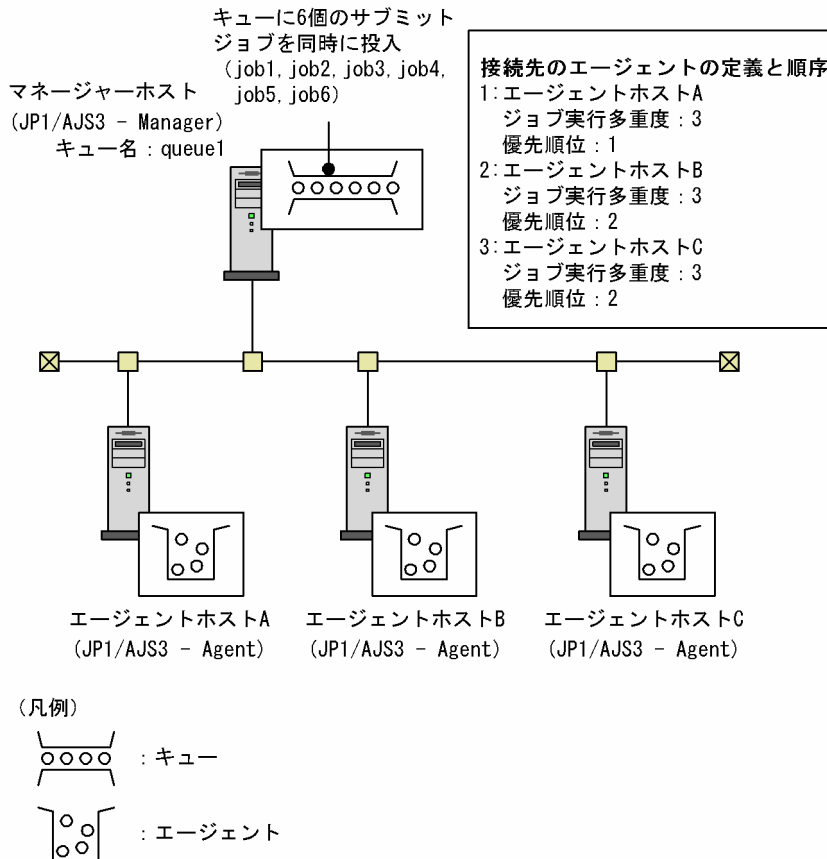 キューに6個のサブミット
ジョブを同時に投入
（job1, job2, job3, job4,
job5, job6）
マネージャーホスト
(JP1/AJS3 - Manager)
キュー名：queue1
接続先のエージェントの定義と順序
1:エージェントホストA
ジョブ実行多重度：3
優先順位：1
2:エージェントホストB
ジョブ実行多重度：3
優先順位：2
3:エージェントホストC
ジョブ実行多重度：3
優先順位：2
エージェントホストA
(JP1/AJS3 - Agent)
エージェントホストB
(JP1/AJS3 - Agent)
エージェントホストC
(JP1/AJS3 - Agent)
（凡例）
：キュー
：エージェント